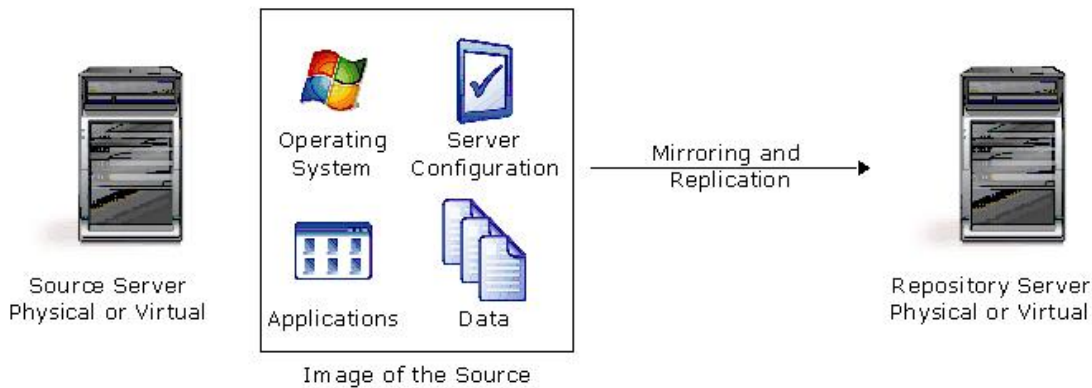 Source Server
Physical or Virtual
Operating
System
Server
Configuration
Applications
Data
Image of the Source
Mirroring and
Replication
Repository Server
Physical or Virtual